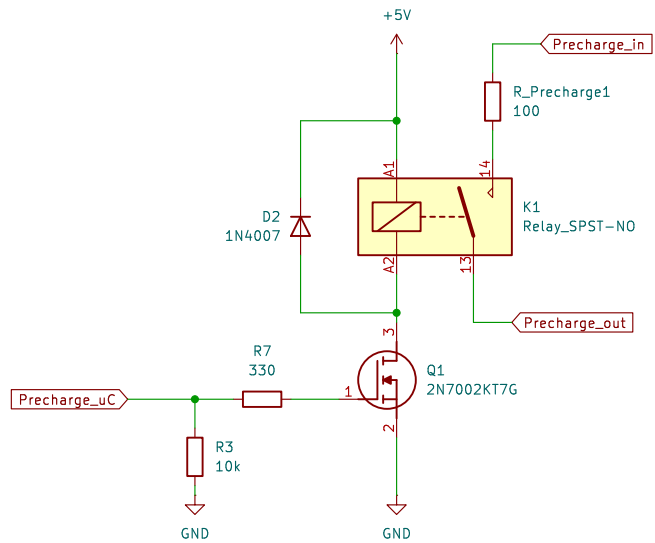 +5V
Precharge_in
R_Precharge1
100
A1
14
D2
1N4007
K1
Relay_SPST-NO
A2
13
Precharge_out
3
R7
330
Q1
2N7002KT7G
1
Precharge_uC
2
R3
10k
GND
GND